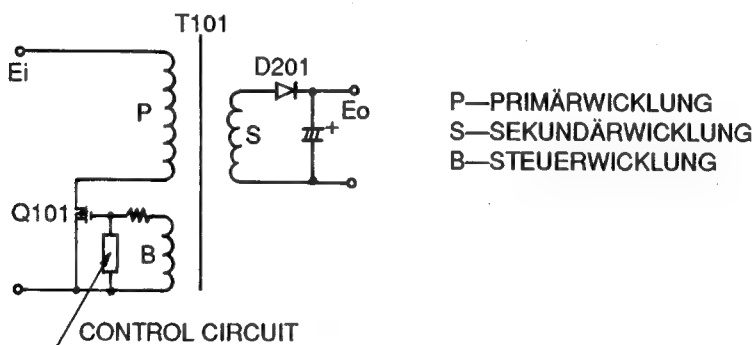 T101
Ei
P
D201
Eo
S
+
Q101
B
CONTROL CIRCUIT
P—PRIMÄRWICKLUNG
S—SEKUNDÄRWICKLUNG
B—STEUERWICKLUNG